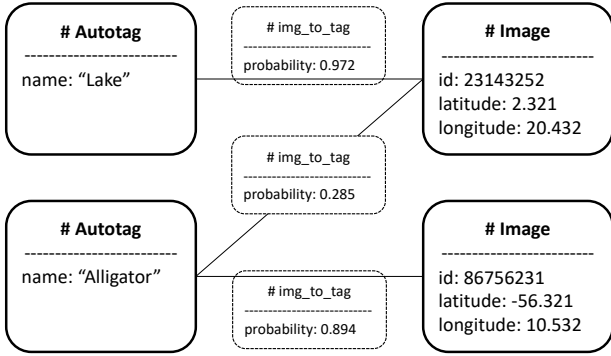 # Autotag
name: “Lake”
# img_to_tag
probability: 0.972
# Image
id: 23143252
latitude: 2.321
longitude: 20.432
# img_to_tag
probability: 0.285
# Autotag
name: “Alligator”
# img_to_tag
probability: 0.894
# Image
id: 86756231
latitude: -56.321
longitude: 10.532